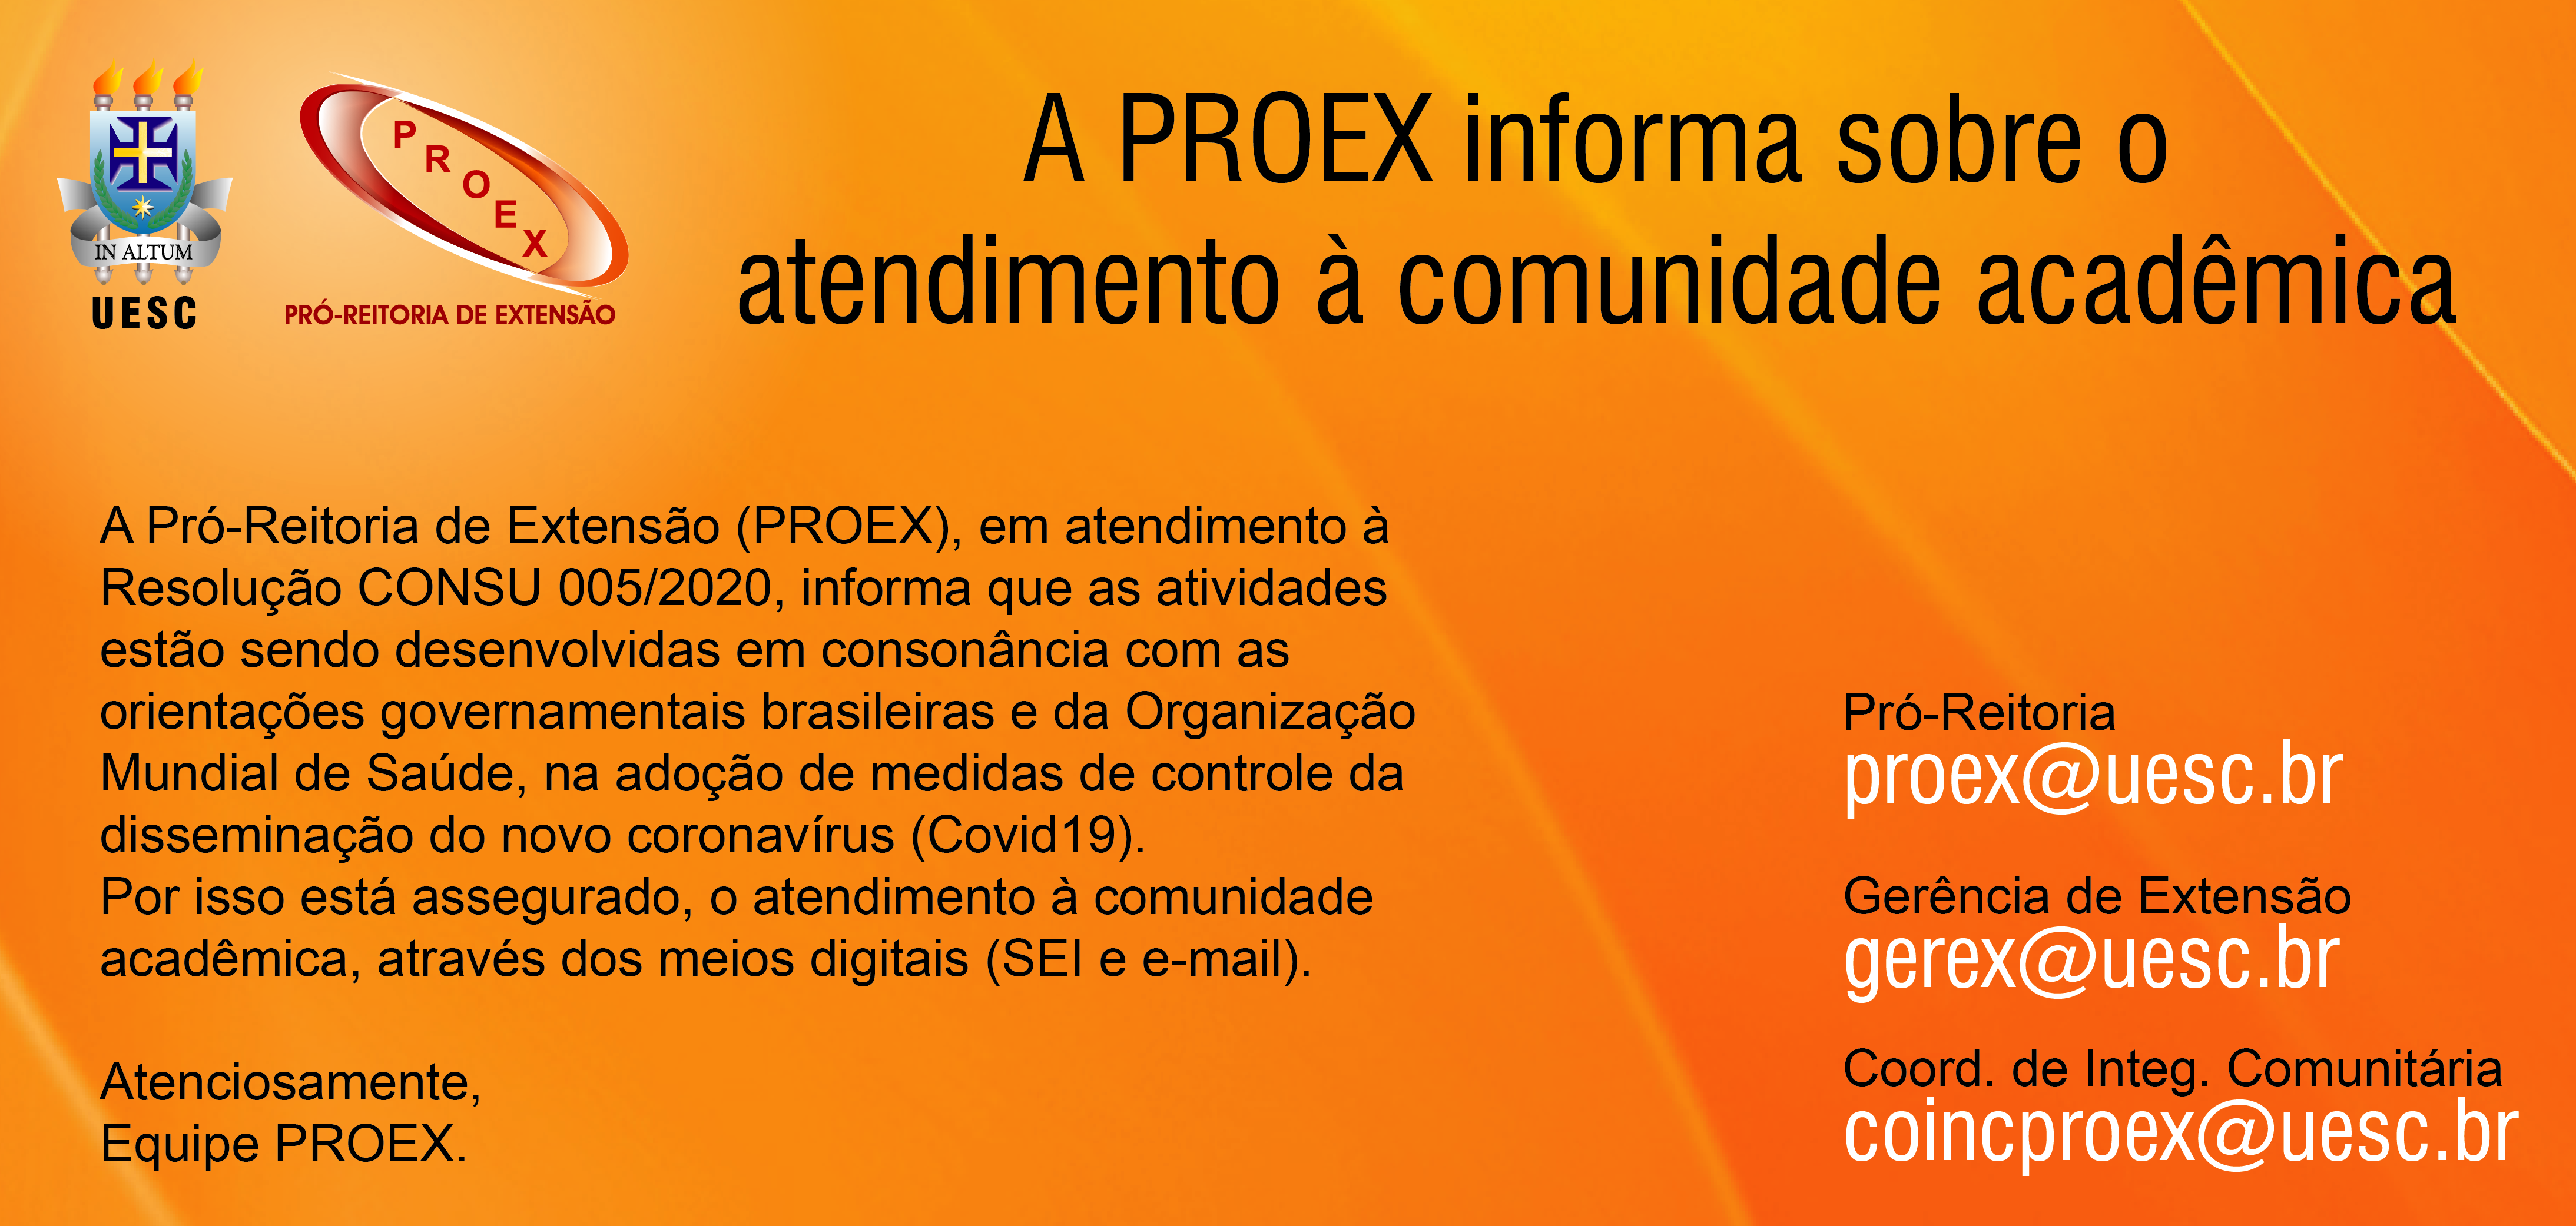 IN ALTUM
UESC
P R O E X
PRÓ-REITORIA DE EXTENSÃO
A PROEX informa sobre o
atendimento à comunidade acadêmica
A Pró-Reitoria de Extensão (PROEX), em atendimento à
Resolução CONSU 005/2020, informa que as atividades
estão sendo desenvolvidas em consonância com as
orientações governamentais brasileiras e da Organização
Mundial de Saúde, na adoção de medidas de controle da
disseminação do novo coronavírus (Covid19).
Por isso está assegurado, o atendimento à comunidade
acadêmica, através dos meios digitais (SEI e e-mail).
Atenciosamente,
Equipe PROEX.
Pró-Reitoria
proex@uesc.br
Gerência de Extensão
gerex@uesc.br
Coord. de Integ. Comunitária
coincproex@uesc.br